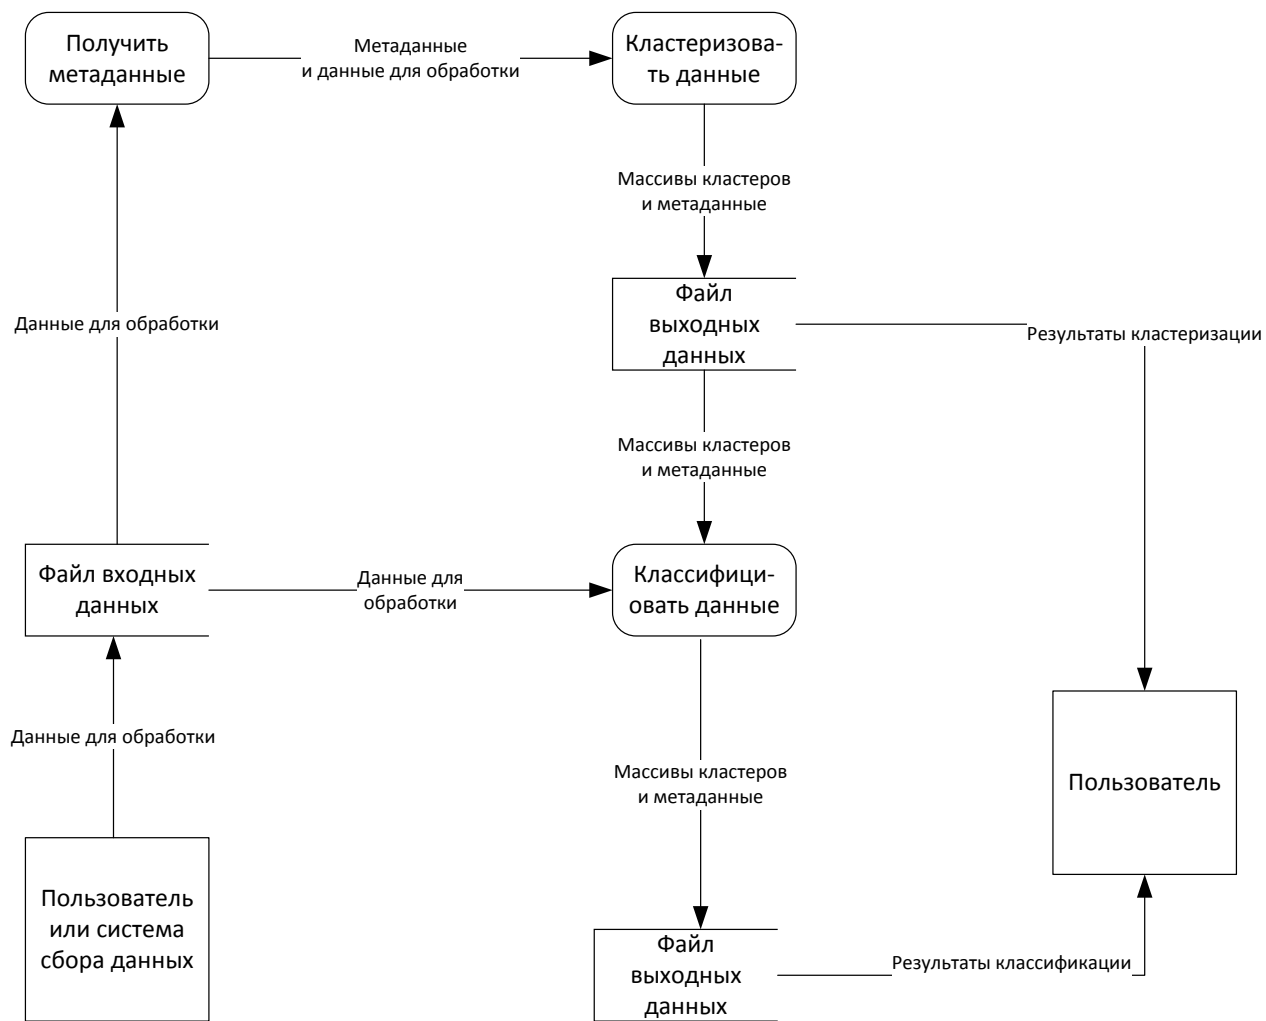 Получить
метаданные
Метаданные
и данные для обработки
Кластеризова-
ть данные
Массивы кластеров
и метаданные
Данные для обработки
Файл
выходных
данных
Результаты кластеризации
Массивы кластеров
и метаданные
Файл входных
данных
Данные для
обработки
Классифици-
овать данные
Данные для обработки
Массивы кластеров
и метаданные
Пользователь
Пользователь
или система
сбора данных
Файл
выходных
данных
Результаты классификации